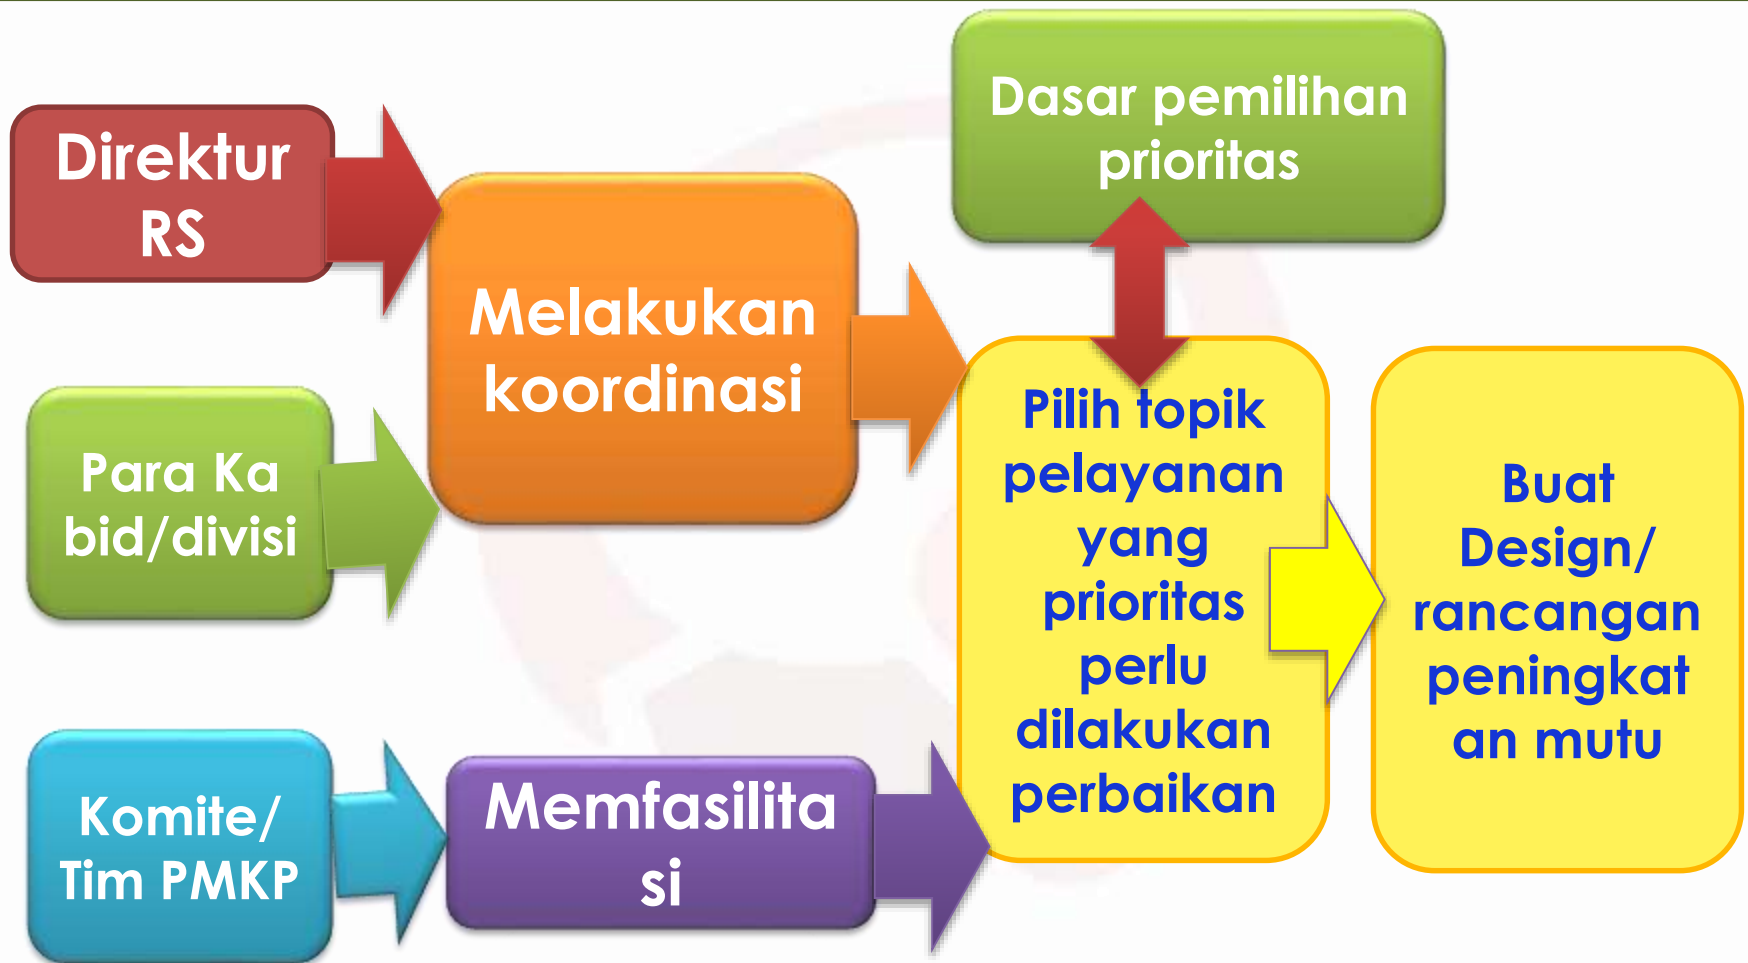 Direktur
RS
Melakukan
koordinasi
Para Ka
bid/divisi
Komite/
Tim PMKP
Memfasilita
si
Dasar pemilihan
prioritas
Pilih topik
pelayanan
yang
prioritas
perlu
dilakukan
perbaikan
Buat
Design/
rancangan
peningkat
an mutu